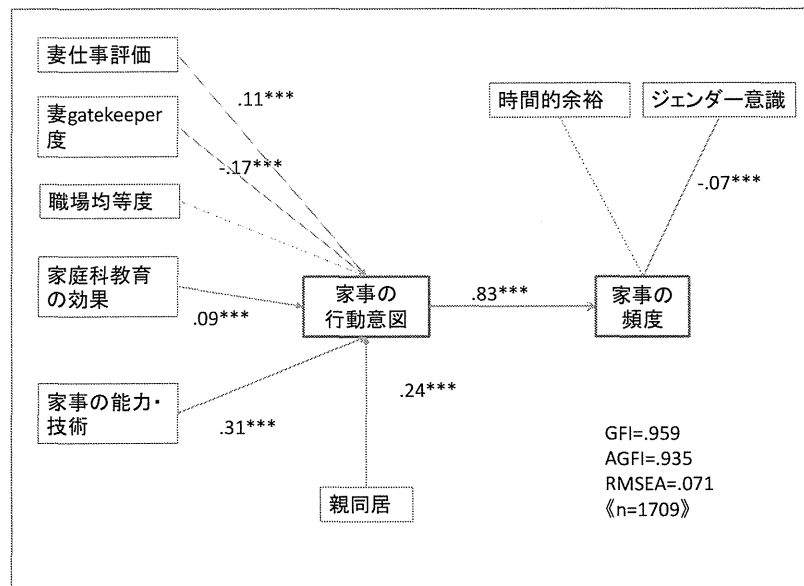 妻仕事評価
.11***
妻gatekeeper
度
-.17***
職場均等度
家庭科教育
の効果
.09***
家事の能力・
技術
.31***
親同居
.24***
家事の
行動意図
.83***
家事の
頻度
時間的余裕
ジェンダー意識
-.07***
GFI=.959
AGFI=.935
RMSEA=.071
《n=1709》